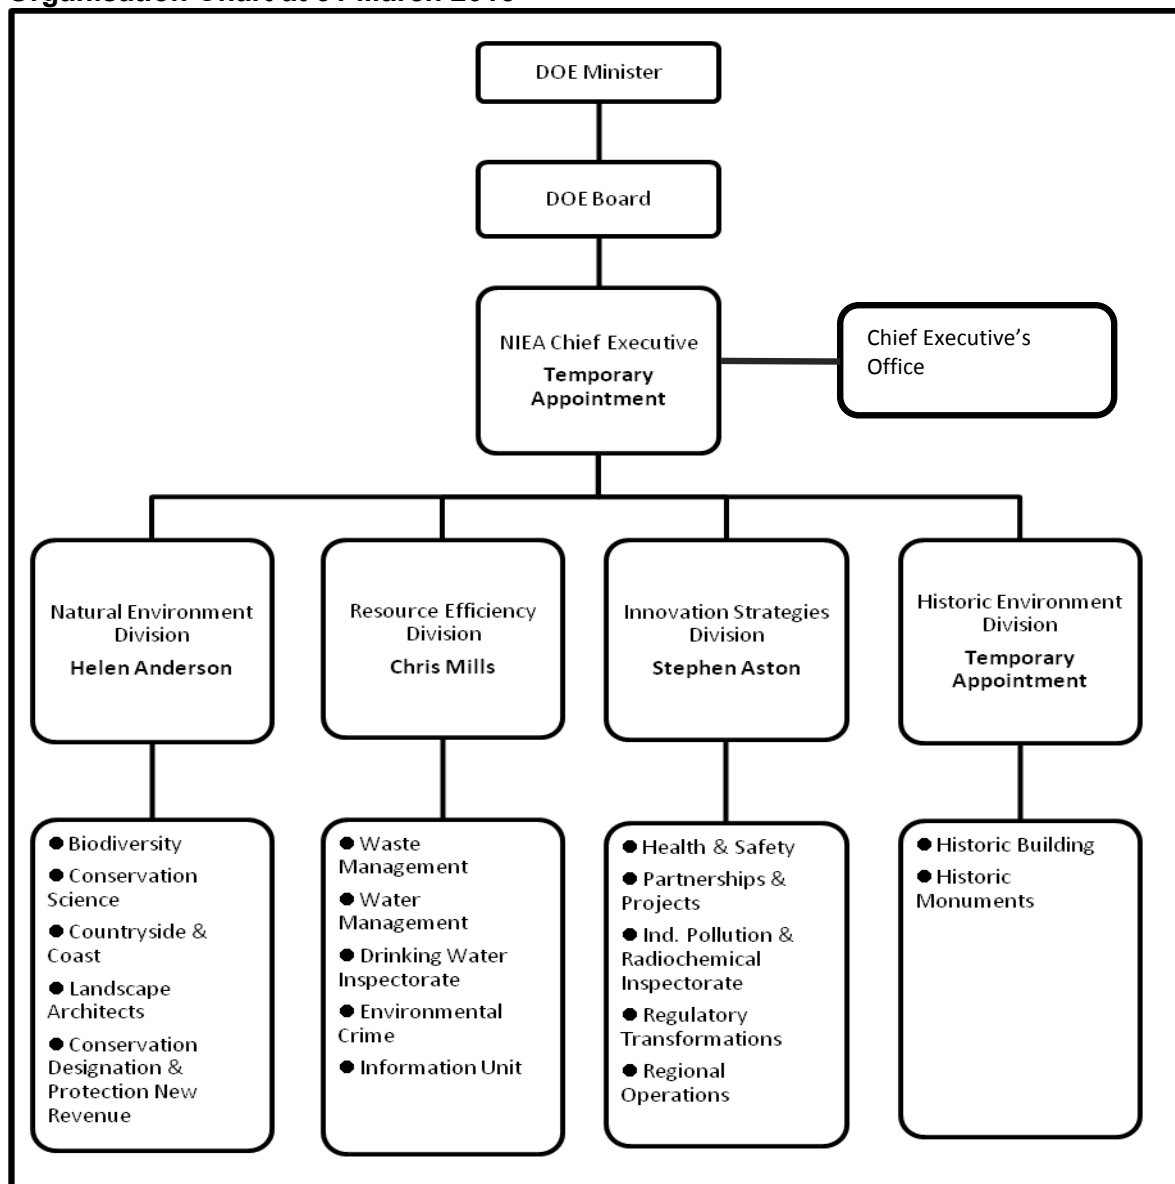 DOE Minister
DOE Board
NIEA Chief Executive
Temporary
Appointment
Chief Executive’s
Office
Natural Environment
Division
Helen Anderson
Resource Efficiency
Division
Chris Mills
Innovation Strategies
Division
Stephen Aston
Historic Environment
Division
Temporary
Appointment
● Biodiversity
● Conservation
Science
● Countryside &
Coast
● Landscape
Architects
● Conservation
Designation &
Protection New
Revenue
● Waste
Management
● Water
Management
● Drinking Water
Inspectorate
● Environmental
Crime
● Information Unit
● Health & Safety
● Partnerships &
Projects
● Ind. Pollution &
Radiochemical
Inspectorate
● Regulatory
Transformations
● Regional
Operations
● Historic Building
● Historic
Monuments